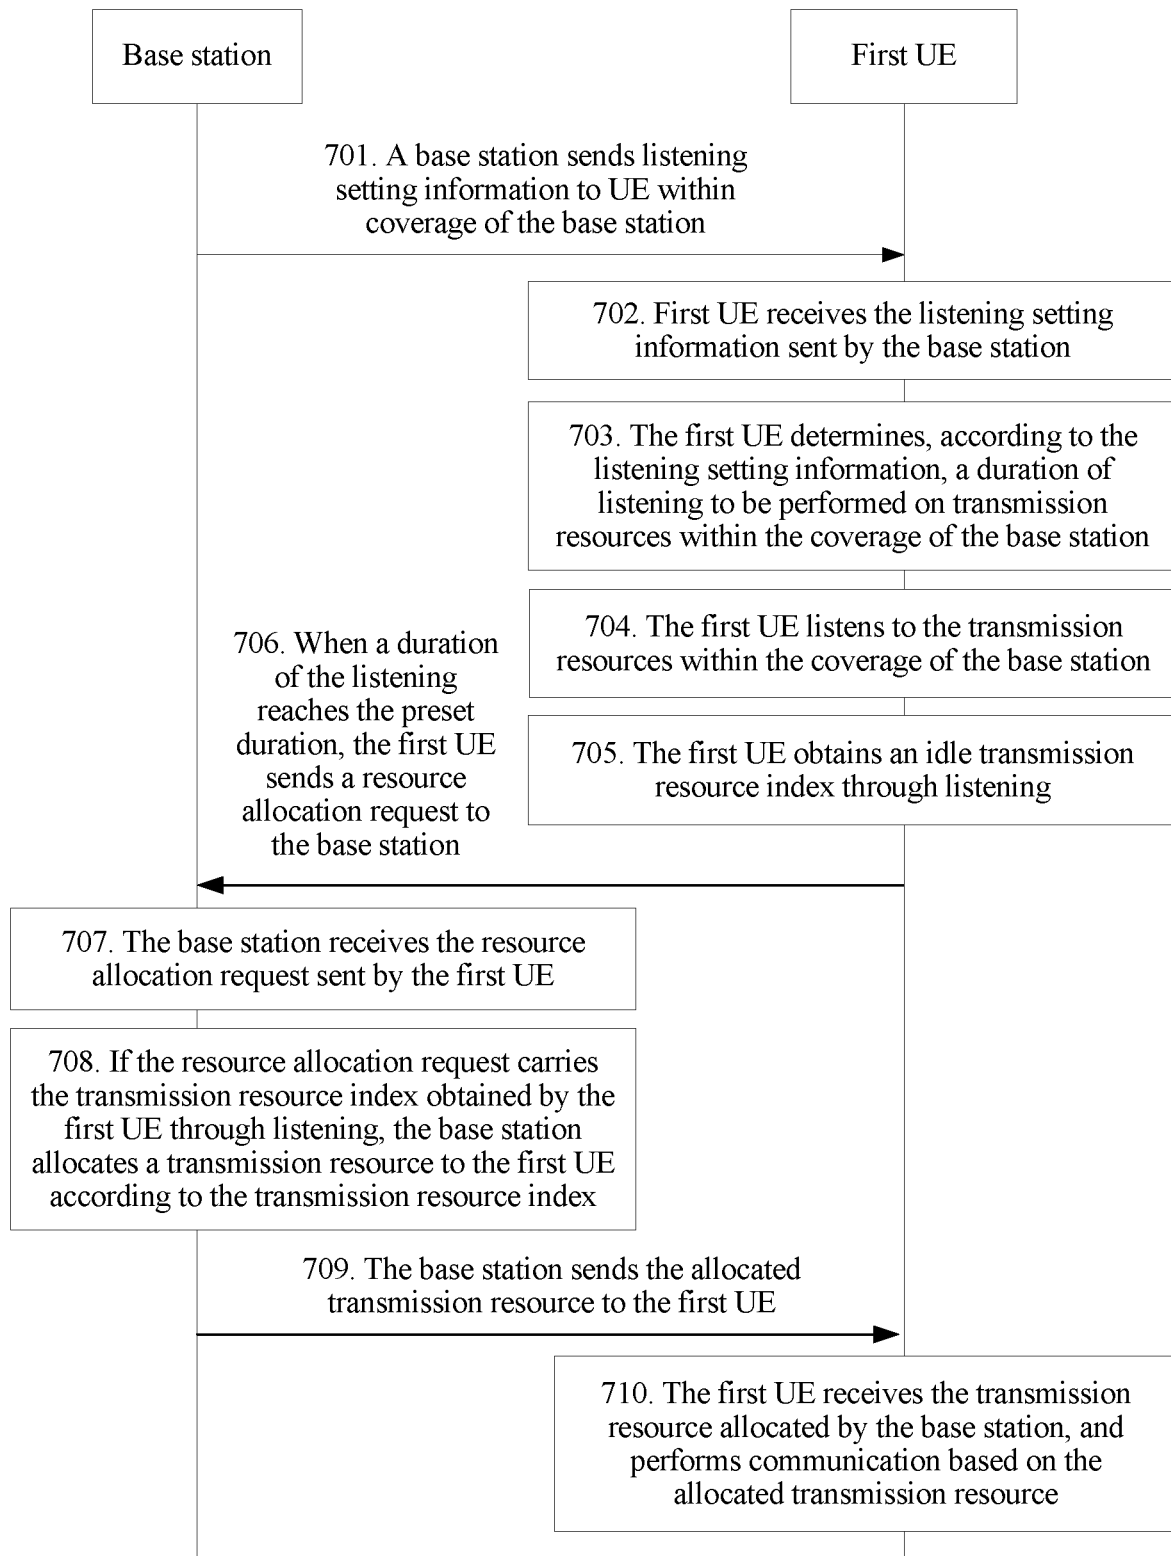 Base station
First UE
701. A base station sends listening
setting information to UE within
coverage of the base station
702. First UE receives the listening setting
information sent by the base station
703. The first UE determines, according to the
listening setting information, a duration of
listening to be performed on transmission
resources within the coverage of the base station
704. The first UE listens to the transmission
resources within the coverage of the base station
705. The first UE obtains an idle transmission
resource index through listening
706. When a duration
of the listening
reaches the preset
duration, the first UE
sends a resource
allocation request to
the base station
707. The base station receives the resource
allocation request sent by the first UE
708. If the resource allocation request carries
the transmission resource index obtained by the
first UE through listening, the base station
allocates a transmission resource to the first UE
according to the transmission resource index
709. The base station sends the allocated
transmission resource to the first UE
710. The first UE receives the transmission
resource allocated by the base station, and
performs communication based on the
allocated transmission resource